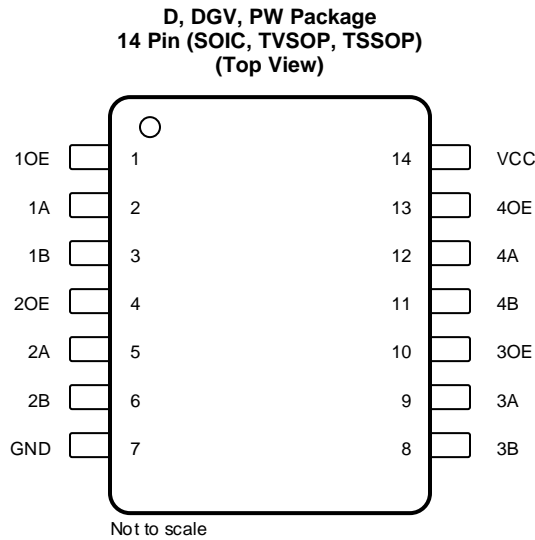 D, DGV, PW Package
14 Pin (SOIC, TVSOP, TSSOP)
(Top View)
1OE 1 14 VCC
1A 2 13 4OE
1B 3 12 4A
2OE 4 11 4B
2A 5 10 3OE
2B 6 9 3A
GND 7 8 3B
Not to scale